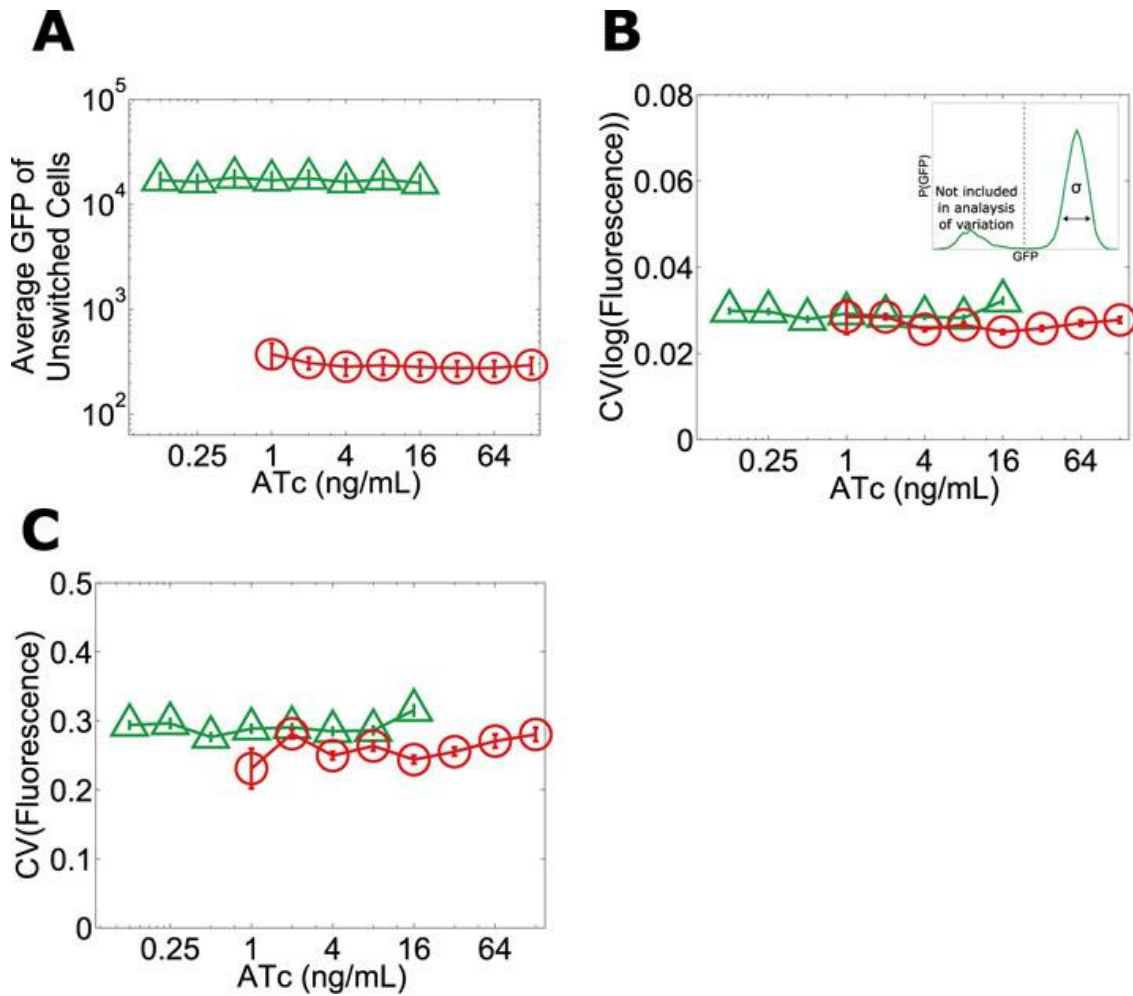 A
10^5
10^4
10^3
10^2
Average GFP of
Unswitched Cells
0.25 1 4 16 64
ATc (ng/mL)
B
0.08
0.06
0.04
0.02
0
CV(log(Fluorescence))
P(GFP)
Not included
in analaysis
of variation
σ
GFP
0.25 1 4 16 64
ATc (ng/mL)
C
0.5
0.4
0.3
0.2
0.1
0
CV(Fluorescence)
0.25 1 4 16 64
ATc (ng/mL)